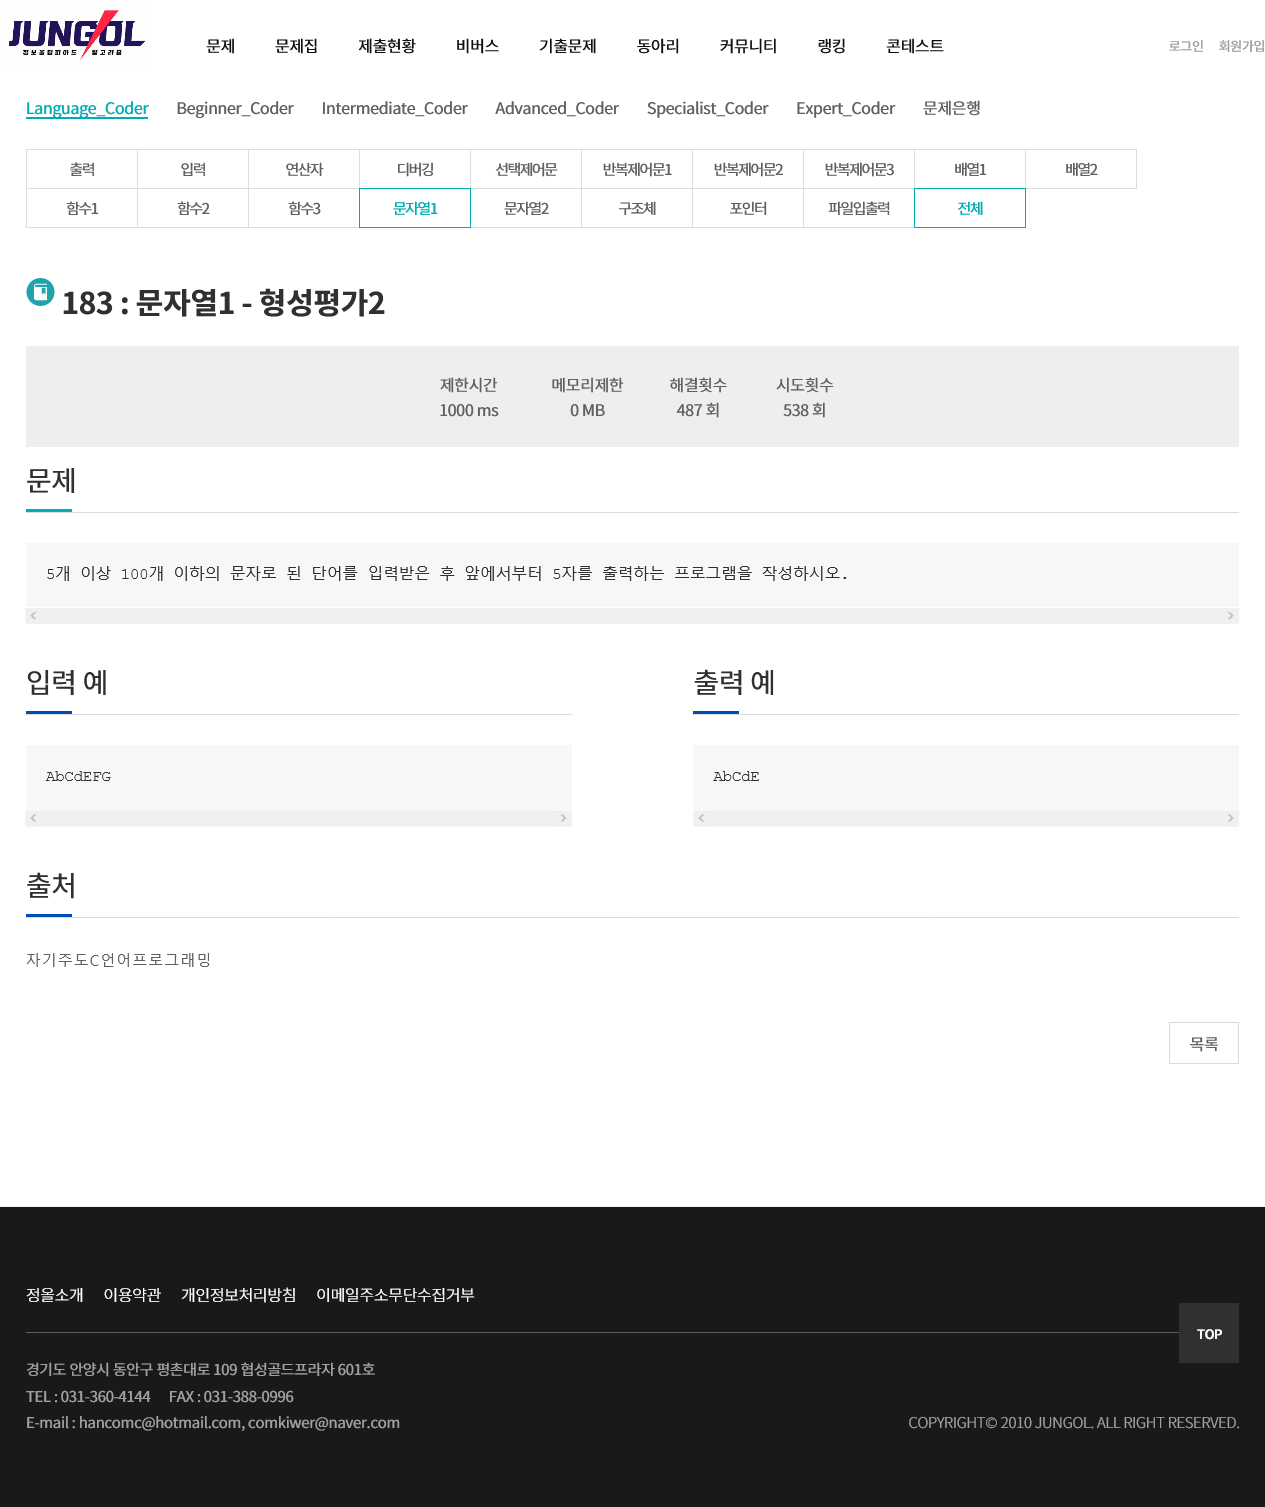 JUNGOL
정보올림피아드 알고리즘
문제 문제집 제출현황 비버스 기출문제 동아리 커뮤니티 랭킹 콘테스트 로그인 회원가입
Language_Coder Beginner_Coder Intermediate_Coder Advanced_Coder Specialist_Coder Expert_Coder 문제은행
출력 입력 연산자 디버깅 선택제어문 반복제어문1 반복제어문2 반복제어문3 배열1 배열2
함수1 함수2 함수3 문자열1 문자열2 구조체 포인터 파일입출력 전체
183 : 문자열1 - 형성평가2
제한시간 메모리제한 해결횟수 시도횟수
1000 ms 0 MB 487 회 538 회
문제
5개 이상 100개 이하의 문자로 된 단어를 입력받은 후 앞에서부터 5자를 출력하는 프로그램을 작성하시오.
입력 예 출력 예
AbCdEFG AbCdE
출처
자기주도C언어프로그래밍
목록
정올소개 이용약관 개인정보처리방침 이메일주소무단수집거부
TOP
경기도 안양시 동안구 평촌대로 109 협성골드프라자 601호
TEL : 031-360-4144 FAX : 031-388-0996
E-mail : hancomc@hotmail.com, comkiwer@naver.com COPYRIGHT© 2010 JUNGOL. ALL RIGHT RESERVED.